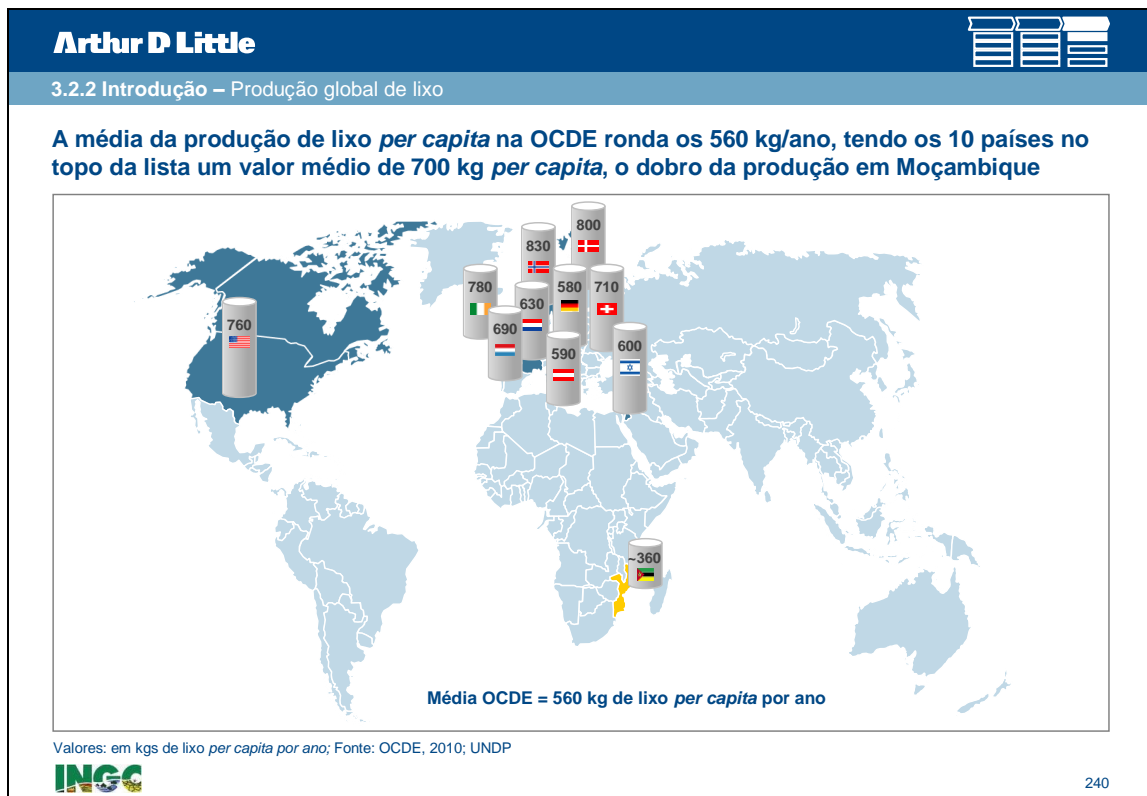 Arthur D Little
3.2.2 Introdução – Produção global de lixo
A média da produção de lixo per capita na OCDE ronda os 560 kg/ano, tendo os 10 países no
topo da lista um valor médio de 700 kg per capita, o dobro da produção em Moçambique
800
830
780
580
710
630
760
690
590
600
~360
Média OCDE = 560 kg de lixo per capita por ano
Valores: em kgs de lixo per capita por ano; Fonte: OCDE, 2010; UNDP
INGC
240